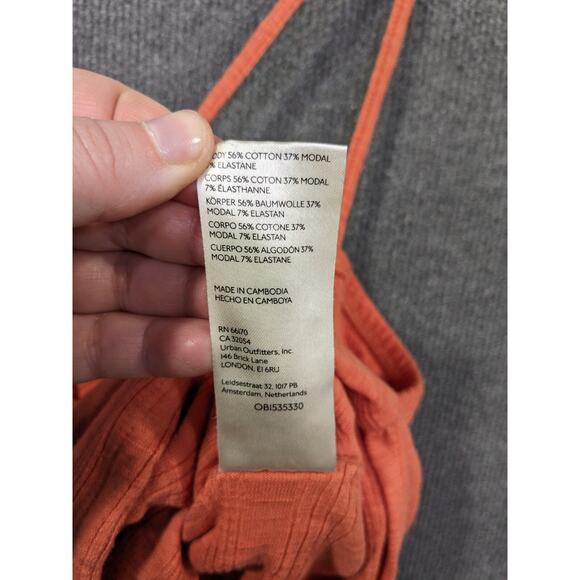 56% COTTON 37% MODAL
ELASTANE
CORPS 56% COTON 37% MODAL
7% ÉLASTHANNE
KÖRPER 56% BAUMWOLLE 37%
MODAL 7% ELASTAN
CORPO 56% COTONE 37%
MODAL 7% ELASTAN
CUERPO 56% ALGODÓN 37%
MODAL 7% ELASTAN
MADE IN CAMBODIA
HECHO EN CAMBOYA
RN 66170
CA 32054
Urban Outfitters, Inc.
146 Brick Lane
LONDON, E1 6RU
Leidsestraat 32, 1017 PB
Amsterdam, Netherlands
OB1535330